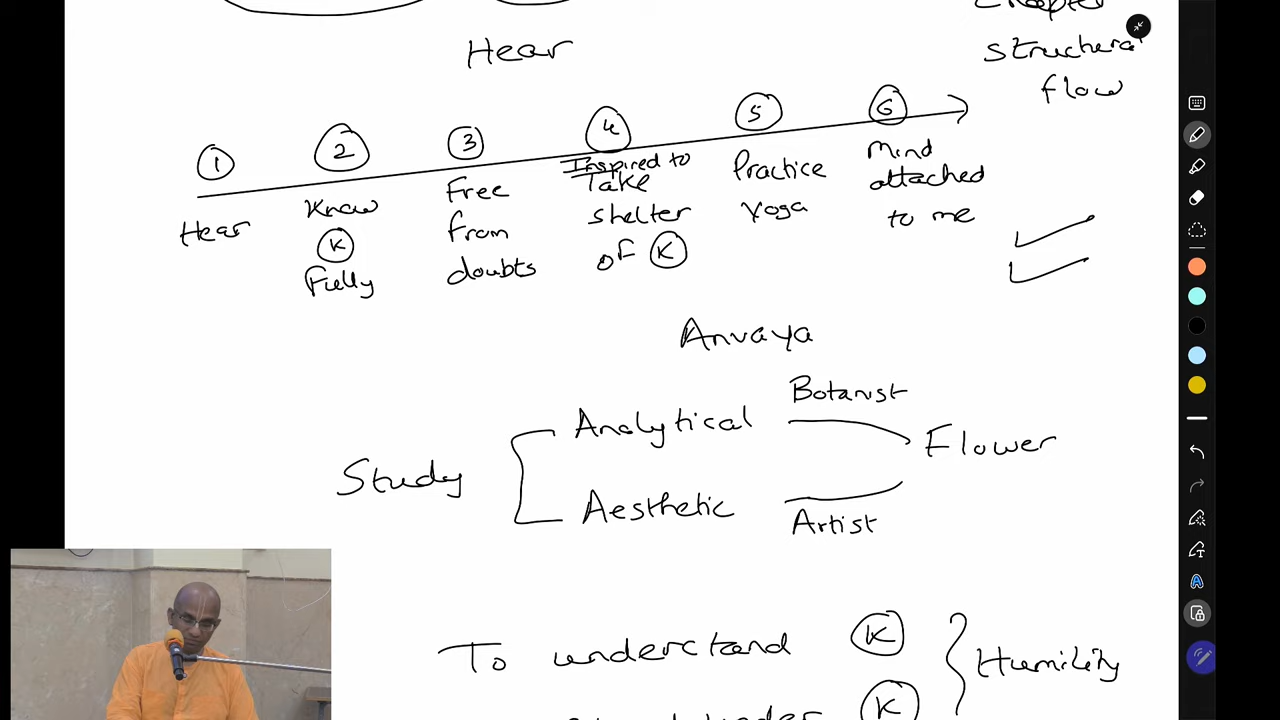 Chapter
structural
flow
Hear
1 2 3 4 5 6
Hear
Know
K
Fully
Free
from
doubts
Inspired to
Take
shelter
of K
Practice
Yoga
Mind
attached
to me
Anvaya
Study
Analytical
Botanist
Flower
Aesthetic
Artist
To understand K
Humility
K